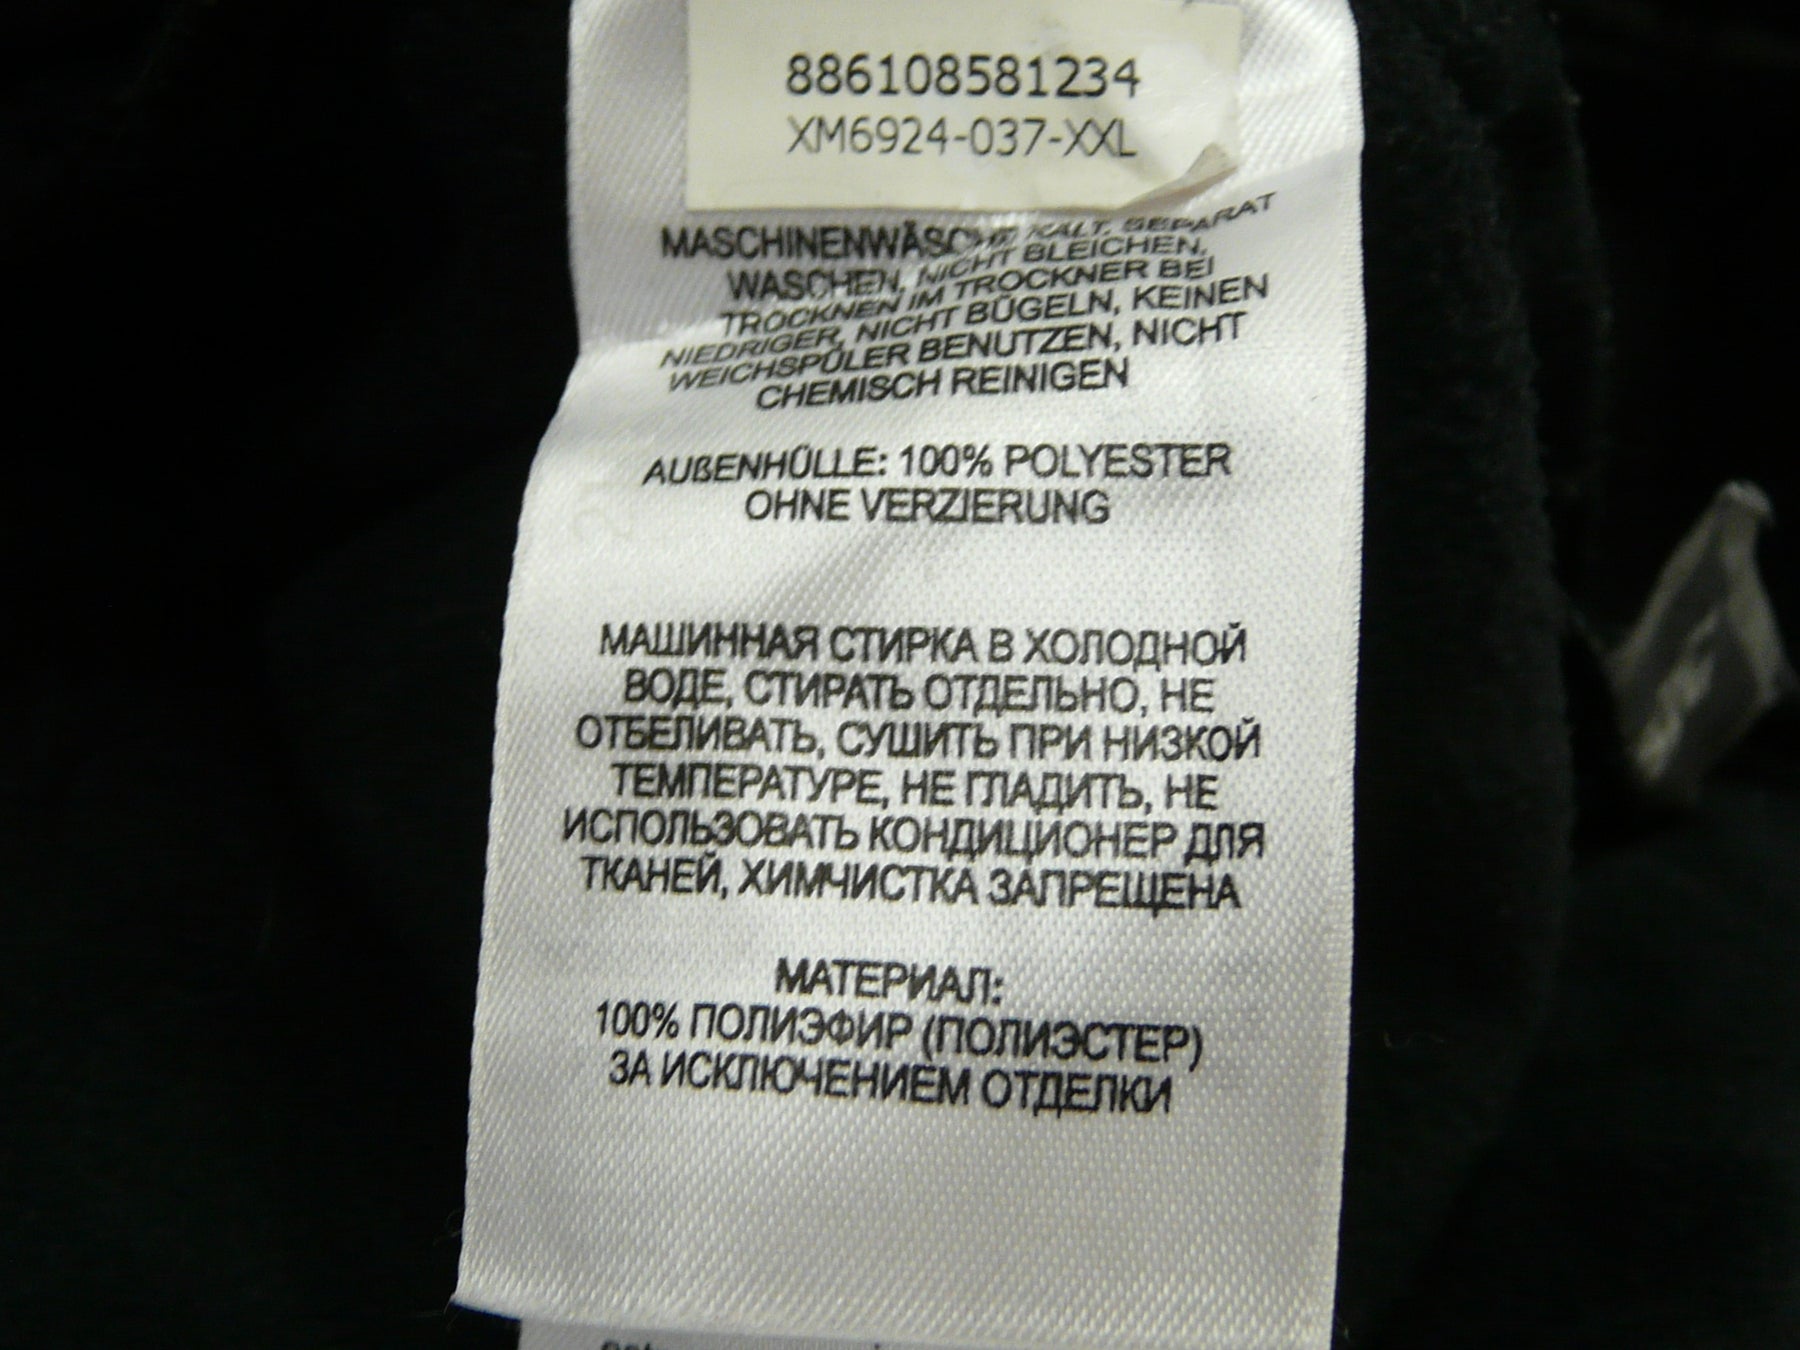 886108581234
XM6924-037-XXL
MASCHINENWÄSCHE KALT. SEPARAT
WASCHEN, NICHT BLEICHEN,
TROCKNEN IM TROCKNER BEI
NIEDRIGER, NICHT BÜGELN, KEINEN
WEICHSPÜLER BENUTZEN, NICHT
CHEMISCH REINIGEN
AUßENHÜLLE: 100% POLYESTER
OHNE VERZIERUNG
МАШИННАЯ СТИРКА В ХОЛОДНОЙ
ВОДЕ, СТИРАТЬ ОТДЕЛЬНО, НЕ
ОТБЕЛИВАТЬ, СУШИТЬ ПРИ НИЗКОЙ
ТЕМПЕРАТУРЕ, НЕ ГЛАДИТЬ, НЕ
ИСПОЛЬЗОВАТЬ КОНДИЦИОНЕР ДЛЯ
ТКАНЕЙ, ХИМЧИСТКА ЗАПРЕЩЕНА
МАТЕРИАЛ:
100% ПОЛИЭФИР (ПОЛИЭСТЕР)
ЗА ИСКЛЮЧЕНИЕМ ОТДЕЛКИ